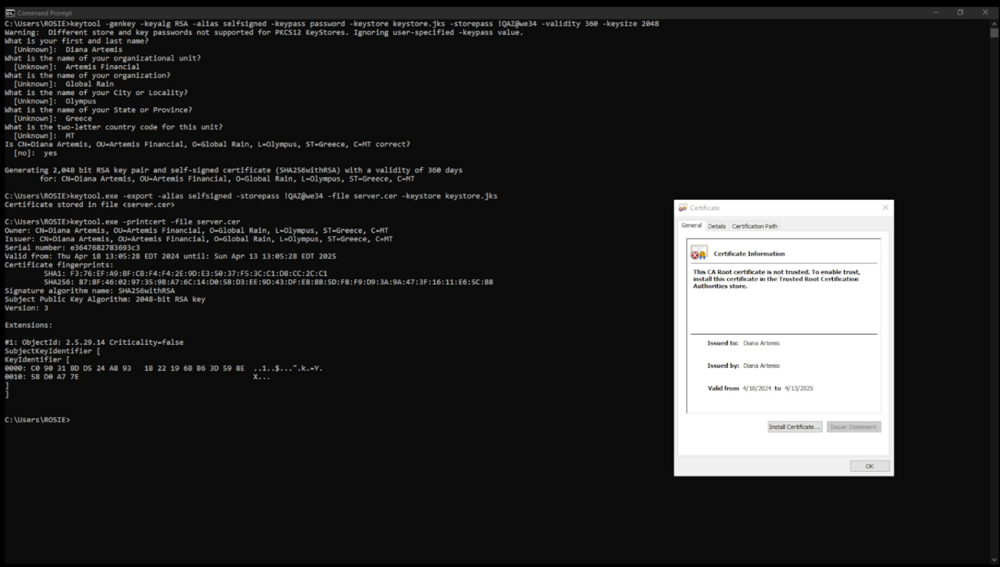 Command Prompt
C:\Users\ROSIE>keytool -genkey -keyalg RSA -alias selfsigned -keypass password -keystore keystore.jks -storepass !QAZ@we34 -validity 360 -keysize 2048
Warning:  Different store and key passwords not supported for PKCS12 KeyStores. Ignoring user-specified -keypass value.
What is your first and last name?
  [Unknown]:  Diana Artemis
What is the name of your organizational unit?
  [Unknown]:  Artemis Financial
What is the name of your organization?
  [Unknown]:  Global Rain
What is the name of your City or Locality?
  [Unknown]:  Olympus
What is the name of your State or Province?
  [Unknown]:  Greece
What is the two-letter country code for this unit?
  [Unknown]:  MT
Is CN=Diana Artemis, OU=Artemis Financial, O=Global Rain, L=Olympus, ST=Greece, C=MT correct?
  [no]:  yes
Generating 2,048 bit RSA key pair and self-signed certificate (SHA256withRSA) with a validity of 360 days
        for: CN=Diana Artemis, OU=Artemis Financial, O=Global Rain, L=Olympus, ST=Greece, C=MT
C:\Users\ROSIE>keytool.exe -export -alias selfsigned -storepass !QAZ@we34 -file server.cer -keystore keystore.jks
Certificate stored in file <server.cer>
C:\Users\ROSIE>keytool.exe -printcert -file server.cer
Owner: CN=Diana Artemis, OU=Artemis Financial, O=Global Rain, L=Olympus, ST=Greece, C=MT
Issuer: CN=Diana Artemis, OU=Artemis Financial, O=Global Rain, L=Olympus, ST=Greece, C=MT
Serial number: e3647682783693c3
Valid from: Thu Apr 18 13:05:28 EDT 2024 until: Sun Apr 13 13:05:28 EDT 2025
Certificate fingerprints:
         SHA1: F3:76:EF:A9:BF:CB:F4:F4:2E:9D:E3:50:37:F5:3C:C1:D8:CC:2C:C1
         SHA256: 87:8F:46:02:97:35:9B:A7:6C:14:D0:5B:D3:EE:9D:43:DF:E8:8B:5D:F8:F9:D9:3A:9A:47:3F:16:11:E6:5C:B8
Signature algorithm name: SHA256withRSA
Subject Public Key Algorithm: 2048-bit RSA key
Version: 3
Extensions:
#1: ObjectId: 2.5.29.14 Criticality=false
SubjectKeyIdentifier [
KeyIdentifier [
0000: C0 90 31 8D D5 24 A8 93   1B 22 19 6B B6 3D 59 8E  ..1..$...".k.=Y.
0010: 58 D0 A7 7E                                        X...
]
]
C:\Users\ROSIE>
Certificate
General Details Certification Path
Certificate Information
This CA Root certificate is not trusted. To enable trust,
install this certificate in the Trusted Root Certification
Authorities store.
Issued to: Diana Artemis
Issued by: Diana Artemis
Valid from 4/18/2024 to 4/13/2025
Install Certificate... Issuer Statement
OK